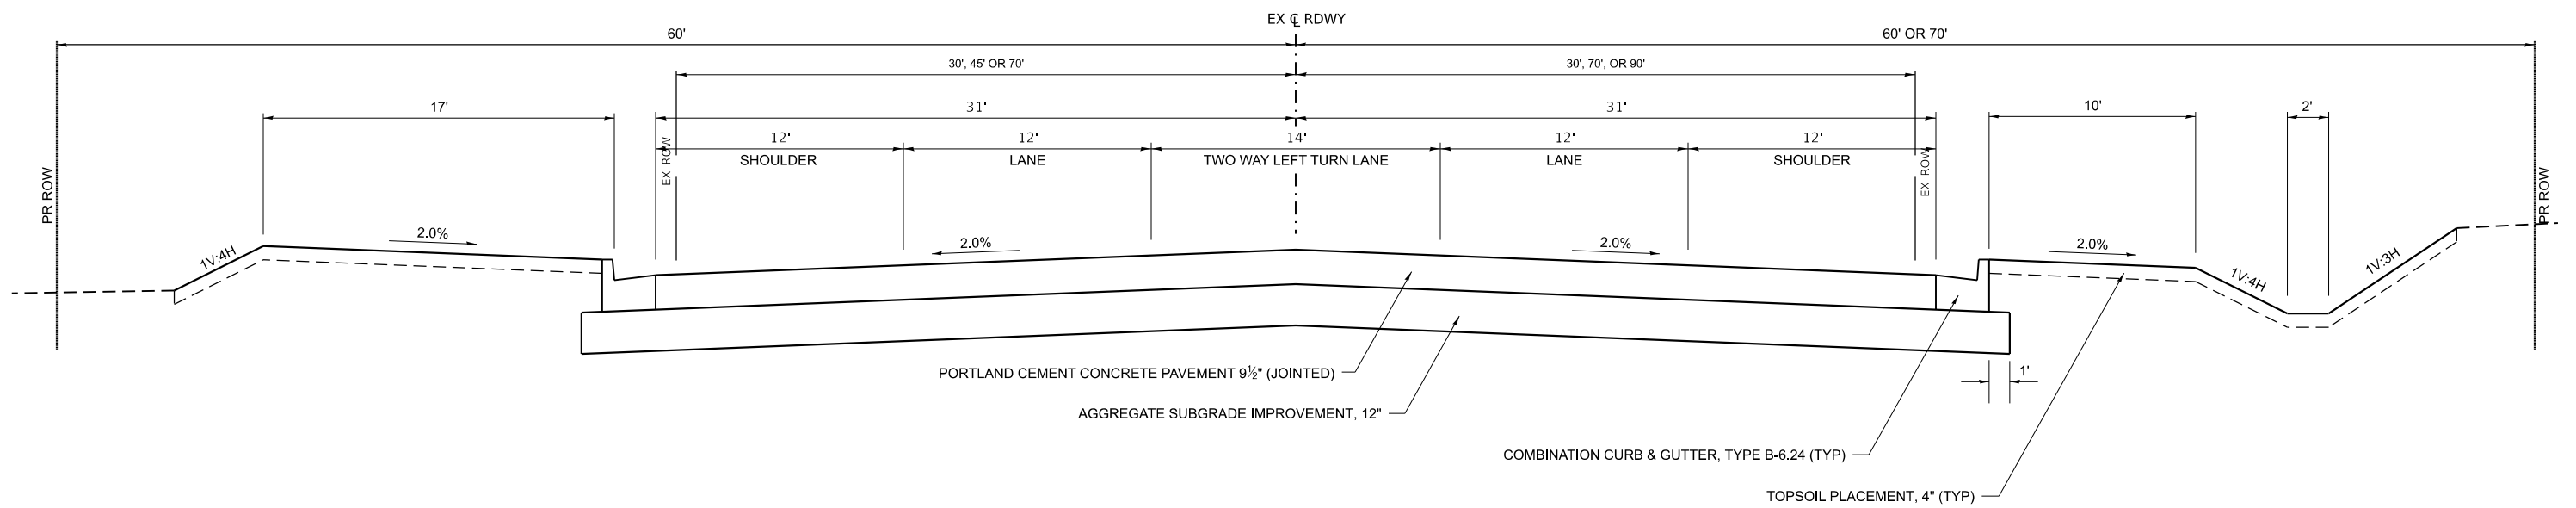 EX ℄ RDWY
60'
60' OR 70'
30', 45' OR 70'
30', 70', OR 90'
17'
31'
31'
10'
2'
12'
12'
14'
12'
12'
SHOULDER
LANE
TWO WAY LEFT TURN LANE
LANE
SHOULDER
PR ROW
EX ROW
EX ROW
PR ROW
1V:4H
2.0%
2.0%
2.0%
2.0%
1V:4H
1V:3H
PORTLAND CEMENT CONCRETE PAVEMENT 9½" (JOINTED)
1'
AGGREGATE SUBGRADE IMPROVEMENT, 12"
COMBINATION CURB & GUTTER, TYPE B-6.24 (TYP)
TOPSOIL PLACEMENT, 4" (TYP)